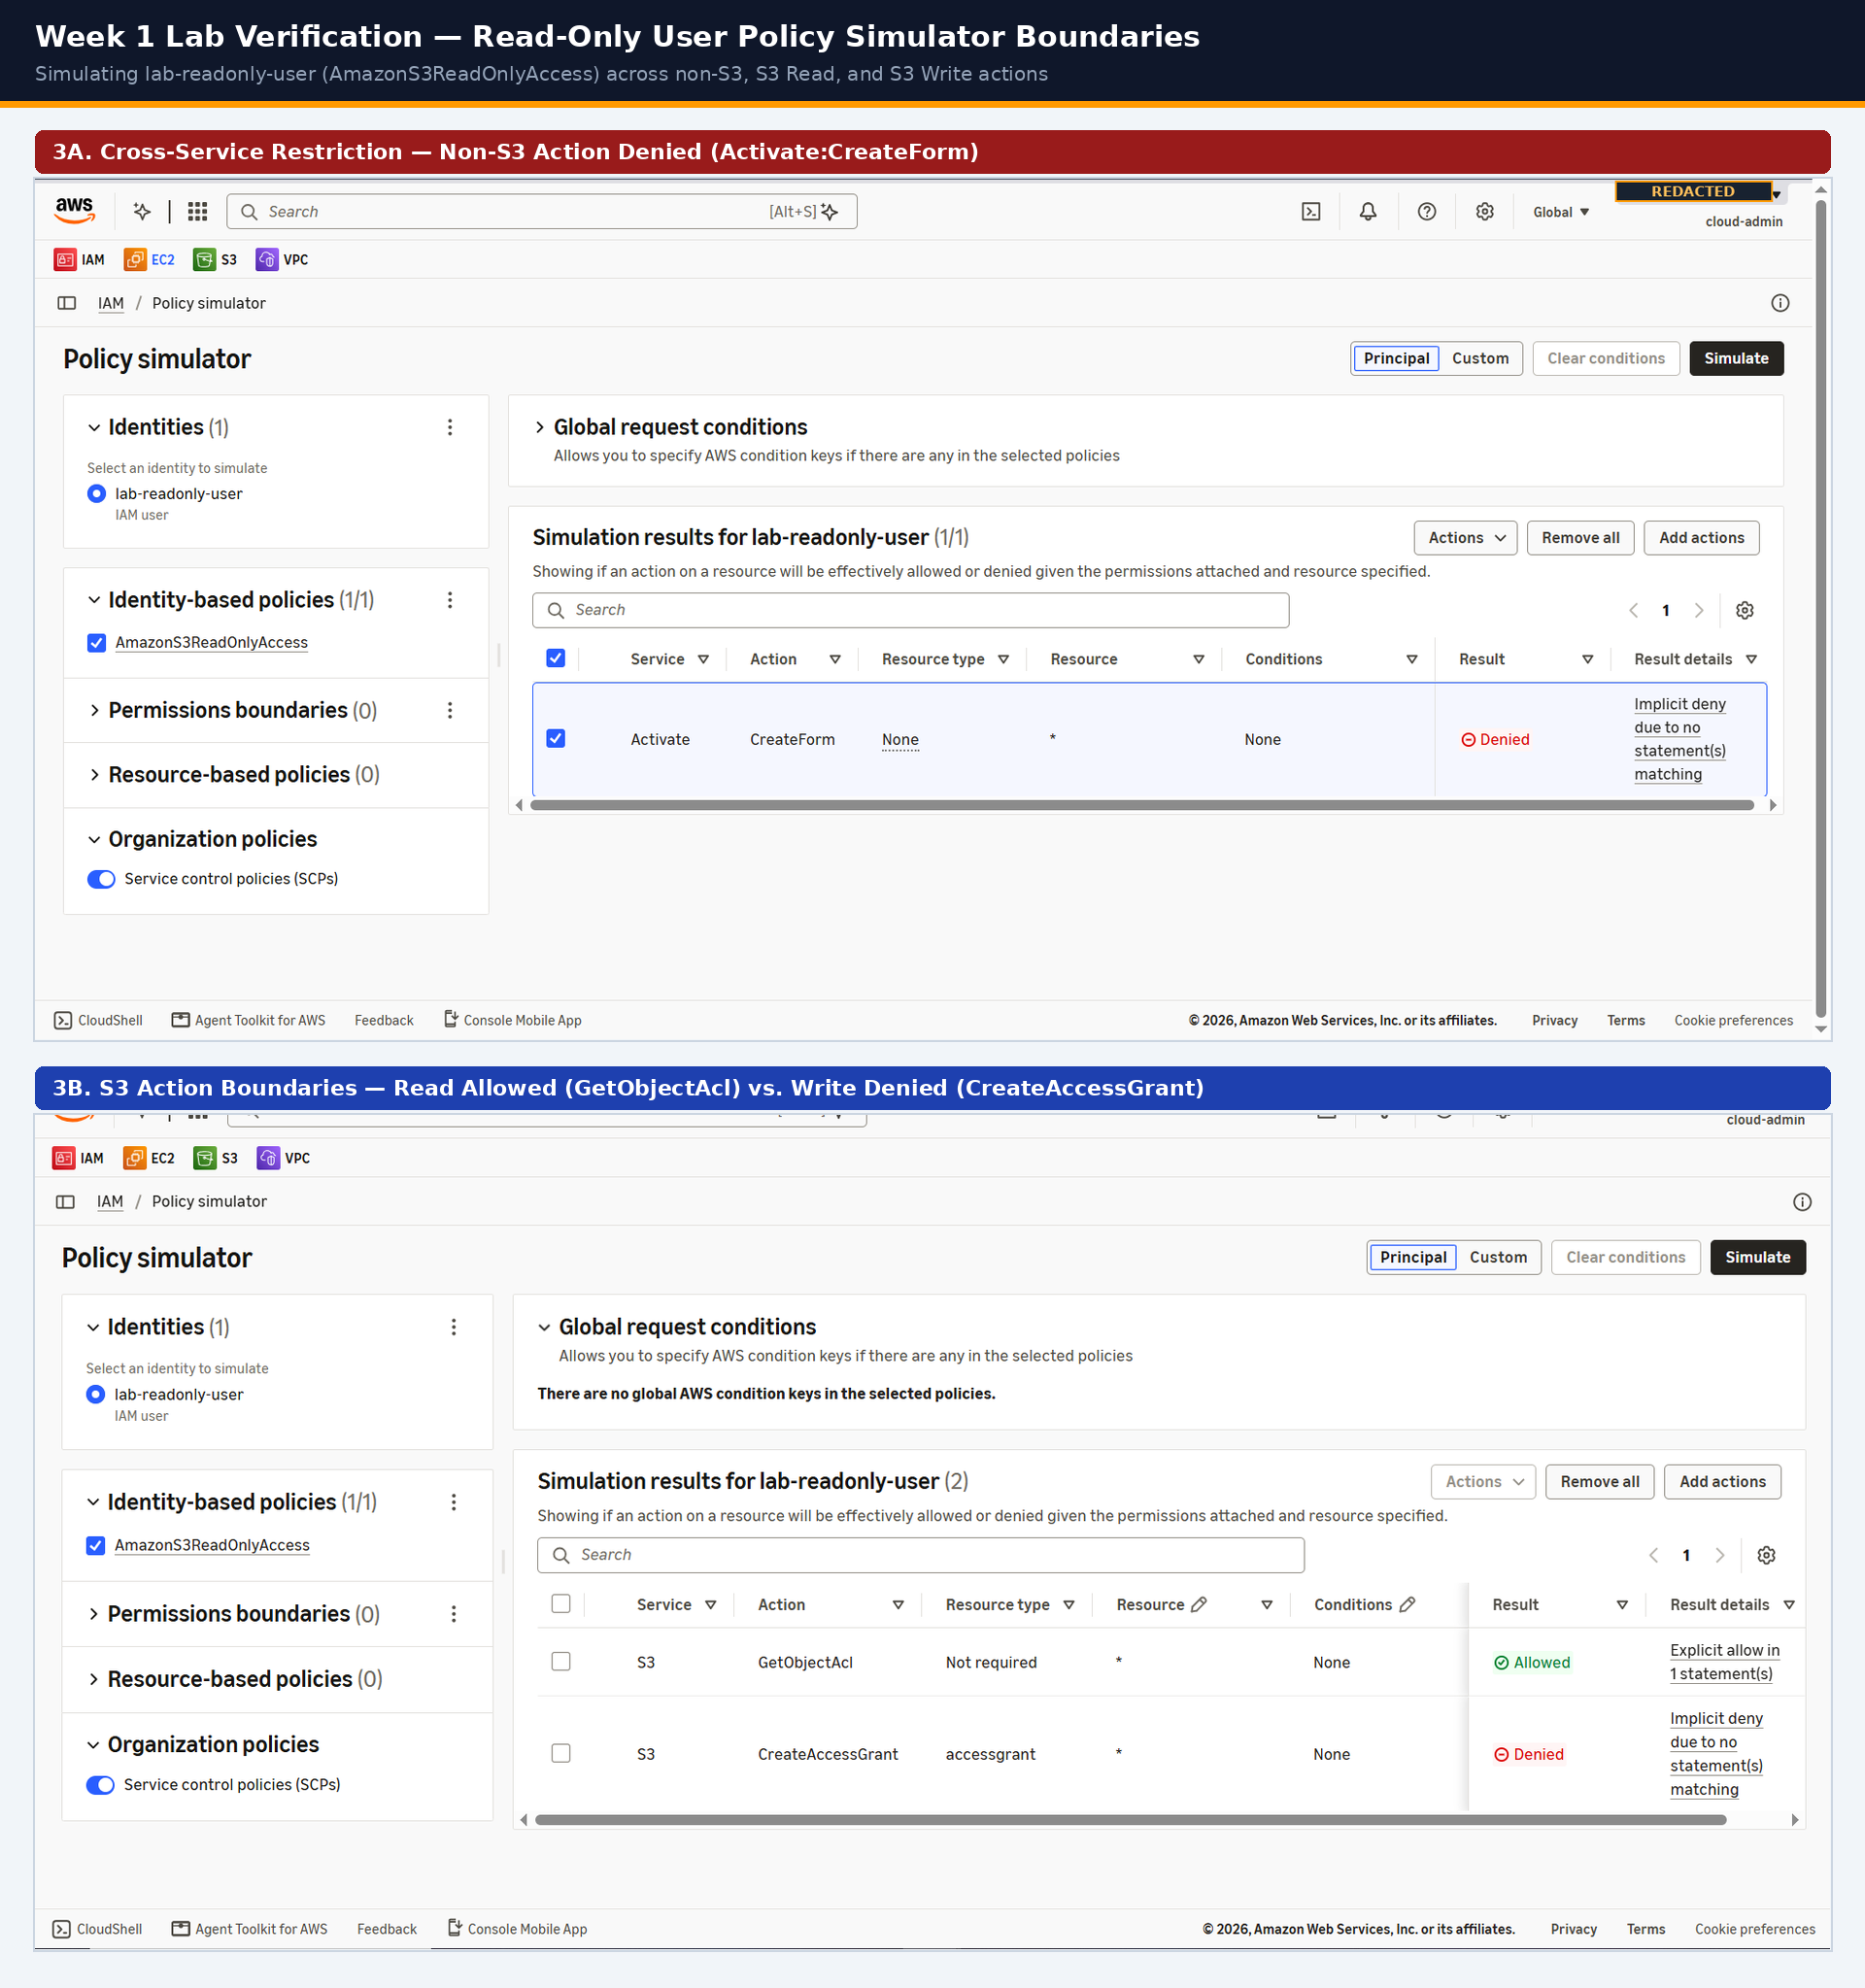 Week 1 Lab Verification — Read-Only User Policy Simulator Boundaries
Simulating lab-readonly-user (AmazonS3ReadOnlyAccess) across non-S3, S3 Read, and S3 Write actions
3A. Cross-Service Restriction — Non-S3 Action Denied (Activate:CreateForm)
aws
Search
[Alt+S]
Global
REDACTED
cloud-admin
IAM EC2 S3 VPC
IAM / Policy simulator
Policy simulator
Principal Custom Clear conditions Simulate
Identities (1)
Select an identity to simulate
lab-readonly-user
IAM user
Identity-based policies (1/1)
AmazonS3ReadOnlyAccess
Permissions boundaries (0)
Resource-based policies (0)
Organization policies
Service control policies (SCPs)
Global request conditions
Allows you to specify AWS condition keys if there are any in the selected policies
Simulation results for lab-readonly-user (1/1)
Actions Remove all Add actions
Showing if an action on a resource will be effectively allowed or denied given the permissions attached and resource specified.
Search
1
Service Action Resource type Resource Conditions Result Result details
Activate CreateForm None * None Denied
Implicit deny
due to no
statement(s)
matching
CloudShell Agent Toolkit for AWS Feedback Console Mobile App
© 2026, Amazon Web Services, Inc. or its affiliates. Privacy Terms Cookie preferences
3B. S3 Action Boundaries — Read Allowed (GetObjectAcl) vs. Write Denied (CreateAccessGrant)
cloud-admin
IAM EC2 S3 VPC
IAM / Policy simulator
Policy simulator
Principal Custom Clear conditions Simulate
Identities (1)
Select an identity to simulate
lab-readonly-user
IAM user
Identity-based policies (1/1)
AmazonS3ReadOnlyAccess
Permissions boundaries (0)
Resource-based policies (0)
Organization policies
Service control policies (SCPs)
Global request conditions
Allows you to specify AWS condition keys if there are any in the selected policies
There are no global AWS condition keys in the selected policies.
Simulation results for lab-readonly-user (2)
Actions Remove all Add actions
Showing if an action on a resource will be effectively allowed or denied given the permissions attached and resource specified.
Search
1
Service Action Resource type Resource Conditions Result Result details
S3 GetObjectAcl Not required * None Allowed
Explicit allow in
1 statement(s)
S3 CreateAccessGrant accessgrant * None Denied
Implicit deny
due to no
statement(s)
matching
CloudShell Agent Toolkit for AWS Feedback Console Mobile App
© 2026, Amazon Web Services, Inc. or its affiliates. Privacy Terms Cookie preferences